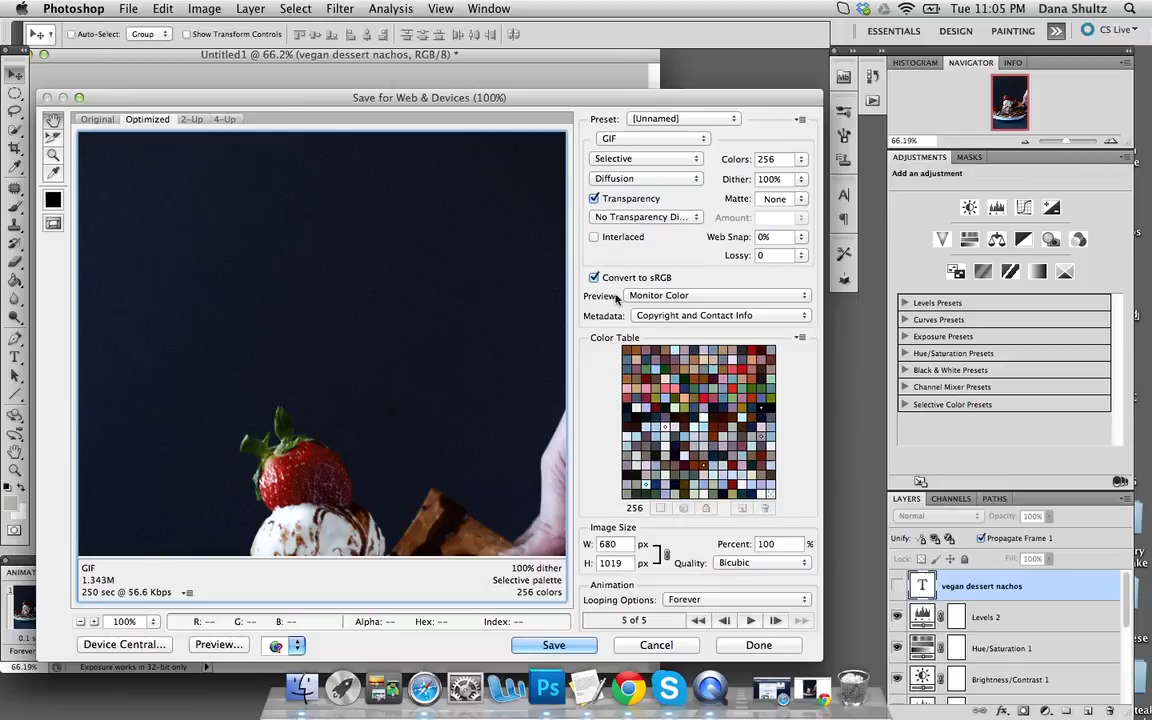 Photoshop File Edit Image Layer Select Filter Analysis View Window Tue 11:05 PM Dana Shultz
Auto-Select: Group Show Transform Controls
ESSENTIALS DESIGN PAINTING CS Live
Untitled1 @ 66.2% (vegan dessert nachos, RGB/8) *
HISTOGRAM NAVIGATOR INFO
Save for Web & Devices (100%)
Original Optimized 2-Up 4-Up
Preset: [Unnamed]
GIF
Selective Colors: 256
Diffusion Dither: 100%
Transparency Matte: None
No Transparency Di... Amount:
Interlaced Web Snap: 0%
Lossy: 0
Convert to sRGB
Preview: Monitor Color
Metadata: Copyright and Contact Info
Color Table
256
Image Size
W: 680 px Percent: 100 %
H: 1019 px Quality: Bicubic
Animation
Looping Options: Forever
5 of 5
GIF
1.343M
250 sec @ 56.6 Kbps
100% dither
Selective palette
256 colors
100% R: -- G: -- B: -- Alpha: -- Hex: -- Index: --
Device Central... Preview... Save Cancel Done
66.19%
ADJUSTMENTS MASKS
Add an adjustment
Levels Presets
Curves Presets
Exposure Presets
Hue/Saturation Presets
Black & White Presets
Channel Mixer Presets
Selective Color Presets
LAYERS CHANNELS PATHS
Normal Opacity: 100%
Unify: Propagate Frame 1
Lock: Fill: 100%
vegan dessert nachos
Levels 2
Hue/Saturation 1
Brightness/Contrast 1
ANIMAT
0.1 s
Forever
66.19% Exposure works in 32-bit only